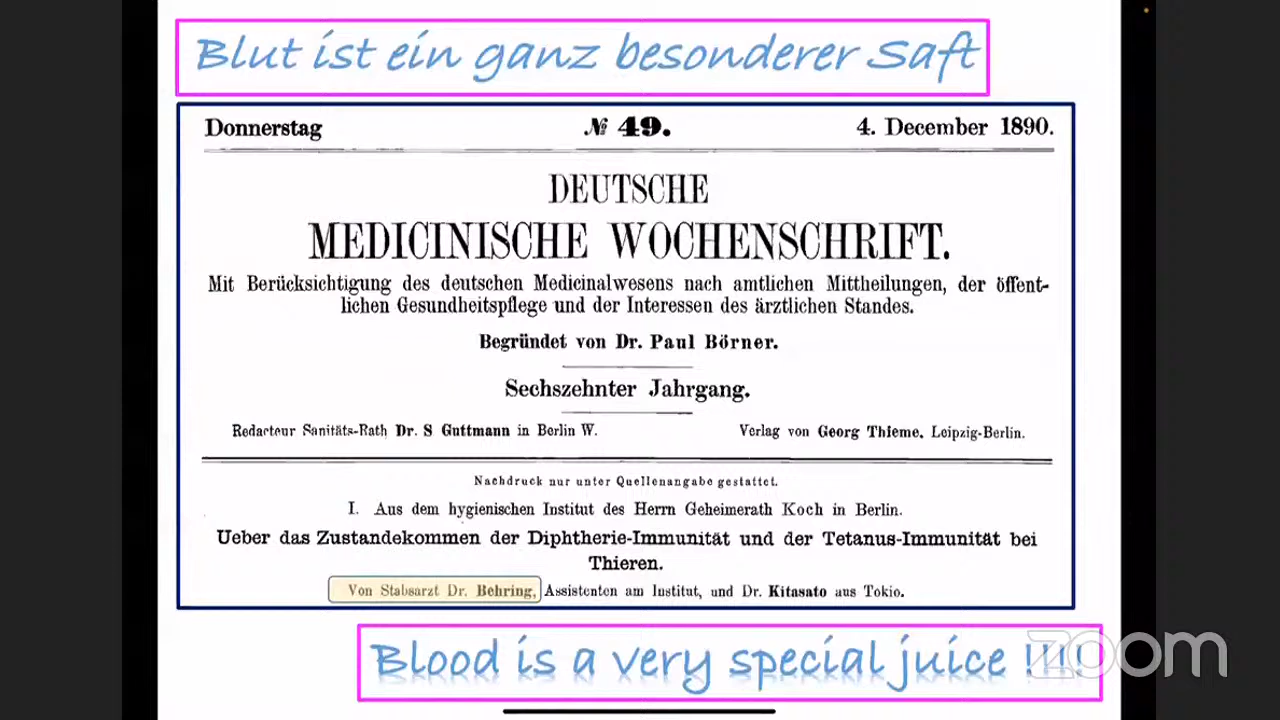 Blut ist ein ganz besonderer Saft
Donnerstag № 49. 4. December 1890.
DEUTSCHE
MEDICINISCHE WOCHENSCHRIFT.
Mit Berücksichtigung des deutschen Medicinalwesens nach amtlichen Mittheilungen, der öffent-
lichen Gesundheitspflege und der Interessen des ärztlichen Standes.
Begründet von Dr. Paul Börner.
Sechszehnter Jahrgang.
Redacteur Sanitäts-Rath Dr. S Guttmann in Berlin W. Verlag von Georg Thieme, Leipzig-Berlin.
Nachdruck nur unter Quellenangabe gestattet.
I. Aus dem hygienischen Institut des Herrn Geheimerath Koch in Berlin.
Ueber das Zustandekommen der Diphtherie-Immunität und der Tetanus-Immunität bei
Thieren.
Von Stabsarzt Dr. Behring, Assistenten am Institut, und Dr. Kitasato aus Tokio.
Blood is a very special juice !!!!
zoom